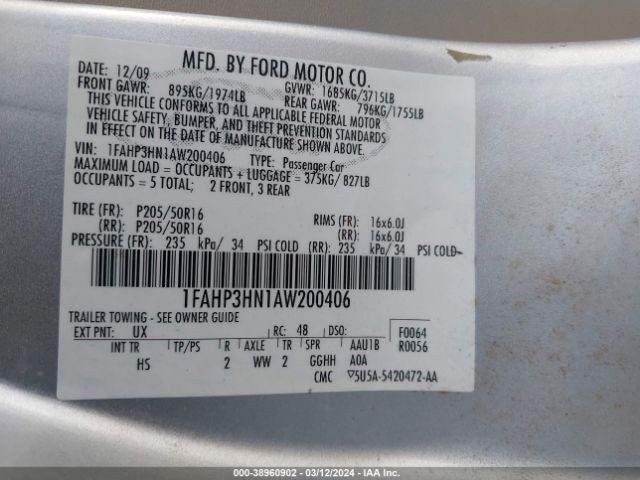 MFD. BY FORD MOTOR CO.
DATE: 12/09 GVWR: 1685KG/3715LB
FRONT GAWR: 895KG/1974LB REAR GAWR: 796KG/1755LB
THIS VEHICLE CONFORMS TO ALL APPLICABLE FEDERAL MOTOR
VEHICLE SAFETY, BUMPER, AND THEFT PREVENTION STANDARDS
IN EFFECT ON THE DATE OF MANUFACTURE SHOWN ABOVE.
VIN: 1FAHP3HN1AW200406 TYPE: Passenger Car
MAXIMUM LOAD = OCCUPANTS + LUGGAGE = 375KG/ 827LB
OCCUPANTS = 5 TOTAL; 2 FRONT, 3 REAR
TIRE (FR): P205/50R16 RIMS (FR): 16x6.0J
(RR): P205/50R16 (RR): 16x6.0J
PRESSURE (FR): 235 kPa/ 34 PSI COLD (RR): 235 kPa/ 34 PSI COLD
1FAHP3HN1AW200406
TRAILER TOWING - SEE OWNER GUIDE
EXT PNT: UX RC: 48 DSO: F0064
INT TR TP/PS R AXLE TR SPR AAU1B R0056
HS 2 WW 2 GGHH A0A
CMC ▽5U5A-5420472-AA
000-38960902 - 03/12/2024 - IAA Inc.